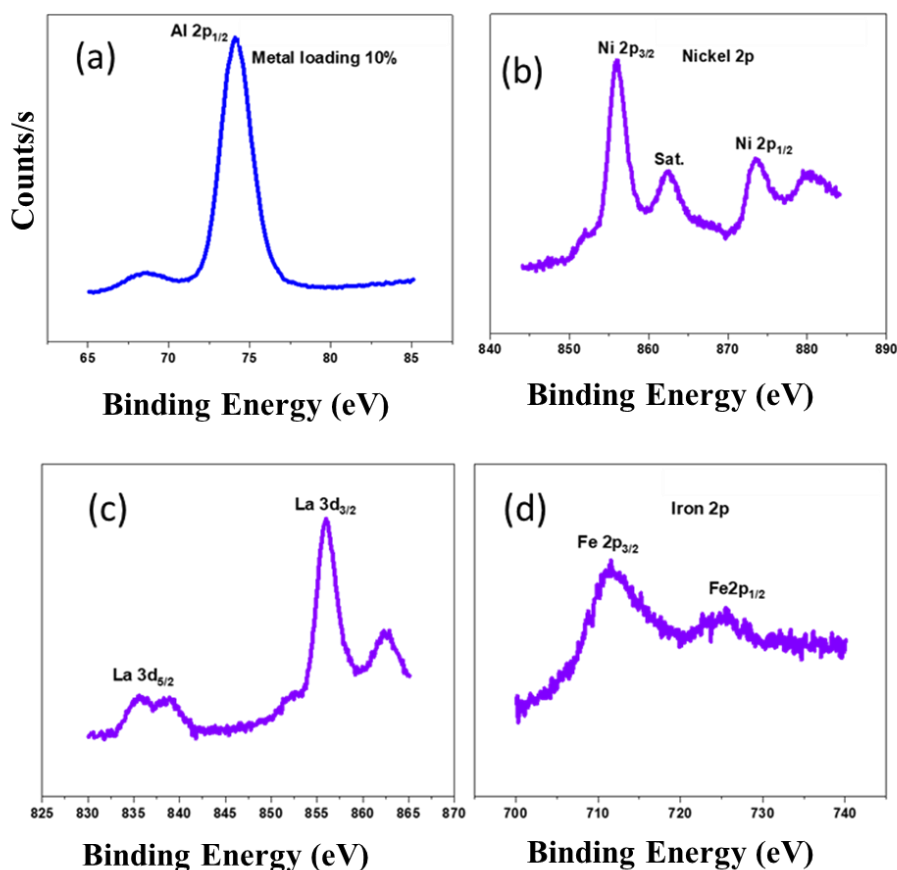 (a)
Al 2p1/2
Metal loading 10%
Counts/s
65 70 75 80 85
Binding Energy (eV)
(b)
Ni 2p3/2
Nickel 2p
Sat.
Ni 2p1/2
840 850 860 870 880 890
Binding Energy (eV)
(c)
La 3d3/2
La 3d5/2
825 830 835 840 845 850 855 860 865 870
Binding Energy (eV)
(d)
Iron 2p
Fe 2p3/2
Fe2p1/2
700 710 720 730 740
Binding Energy (eV)